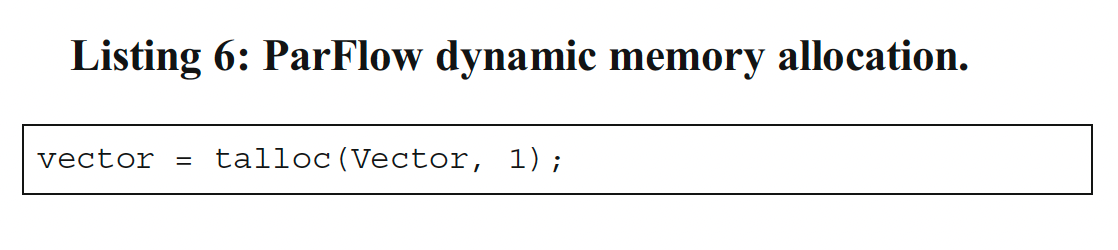 Listing 6: ParFlow dynamic memory allocation.
vector = talloc(Vector, 1);